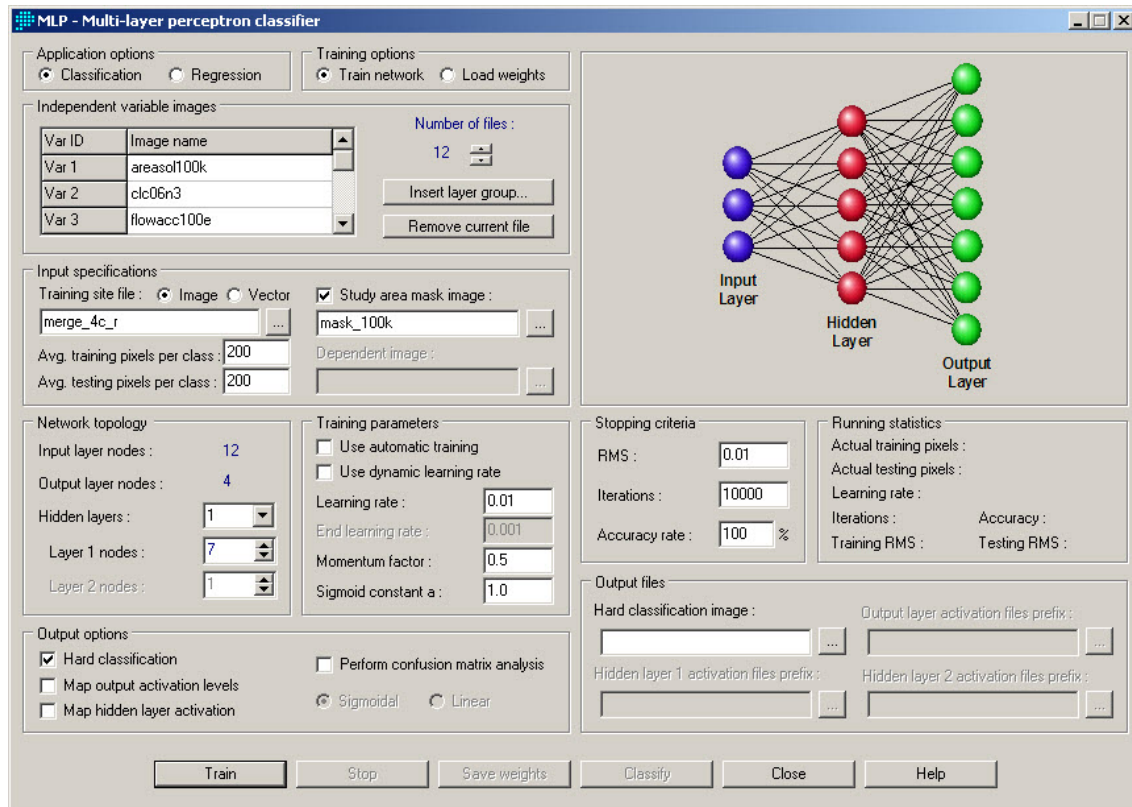 MLP - Multi-layer perceptron classifier
Application options
Classification
Regression
Training options
Train network
Load weights
Independent variable images
Var ID
Image name
Var 1
areasol100k
Var 2
clc06n3
Var 3
flowacc100e
Number of files :
12
Insert layer group...
Remove current file
Input Layer
Hidden Layer
Output Layer
Input specifications
Training site file :
Image
Vector
merge_4c_r
...
Avg. training pixels per class :
200
Avg. testing pixels per class :
200
Study area mask image :
mask_100k
...
Dependent image :
...
Network topology
Input layer nodes :
12
Output layer nodes :
4
Hidden layers :
1
Layer 1 nodes :
7
Layer 2 nodes :
1
Training parameters
Use automatic training
Use dynamic learning rate
Learning rate :
0.01
End learning rate :
0.001
Momentum factor :
0.5
Sigmoid constant a :
1.0
Stopping criteria
RMS :
0.01
Iterations :
10000
Accuracy rate :
100
%
Running statistics
Actual training pixels :
Actual testing pixels :
Learning rate :
Iterations :
Accuracy :
Training RMS :
Testing RMS :
Output options
Hard classification
Map output activation levels
Map hidden layer activation
Perform confusion matrix analysis
Sigmoidal
Linear
Output files
Hard classification image :
...
Output layer activation files prefix :
...
Hidden layer 1 activation files prefix :
...
Hidden layer 2 activation files prefix :
...
Train
Stop
Save weights
Classify
Close
Help